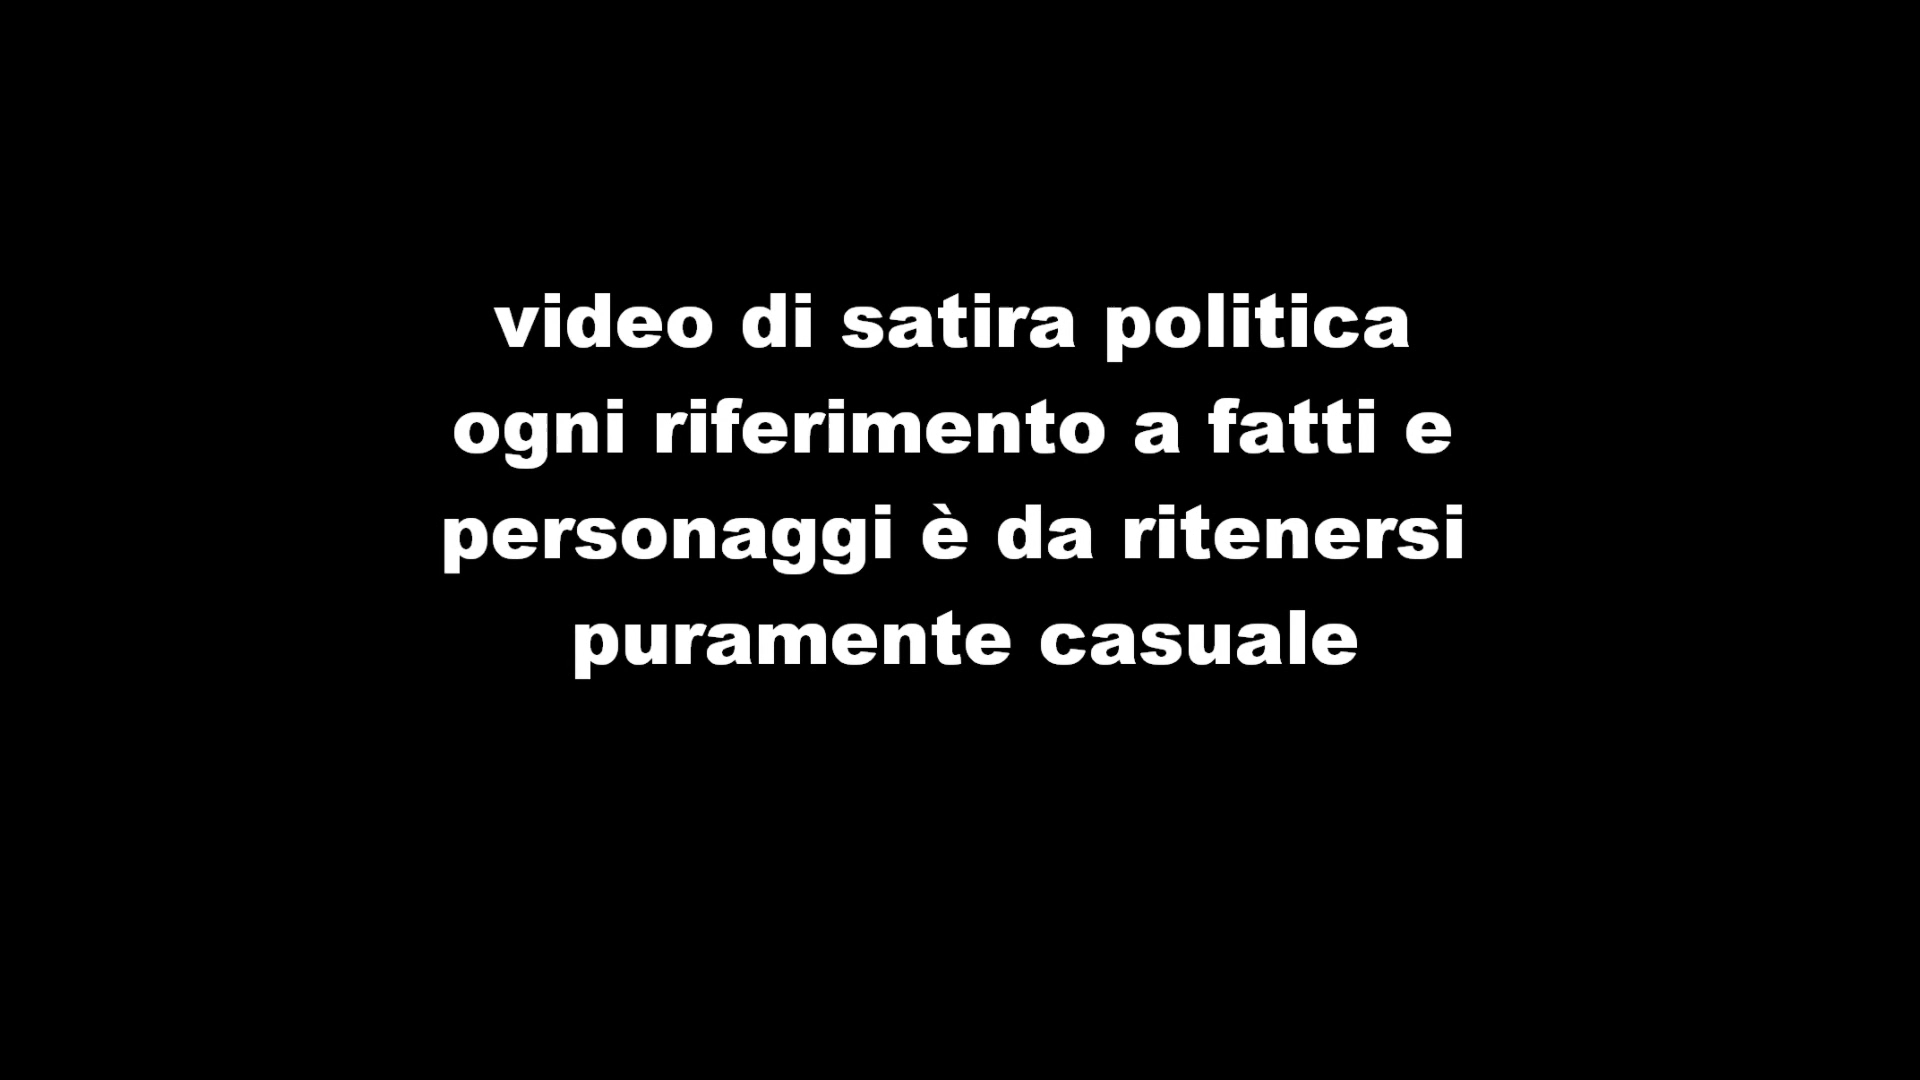 video di satira politica
ogni riferimento a fatti e
personaggi è da ritenersi
puramente casuale